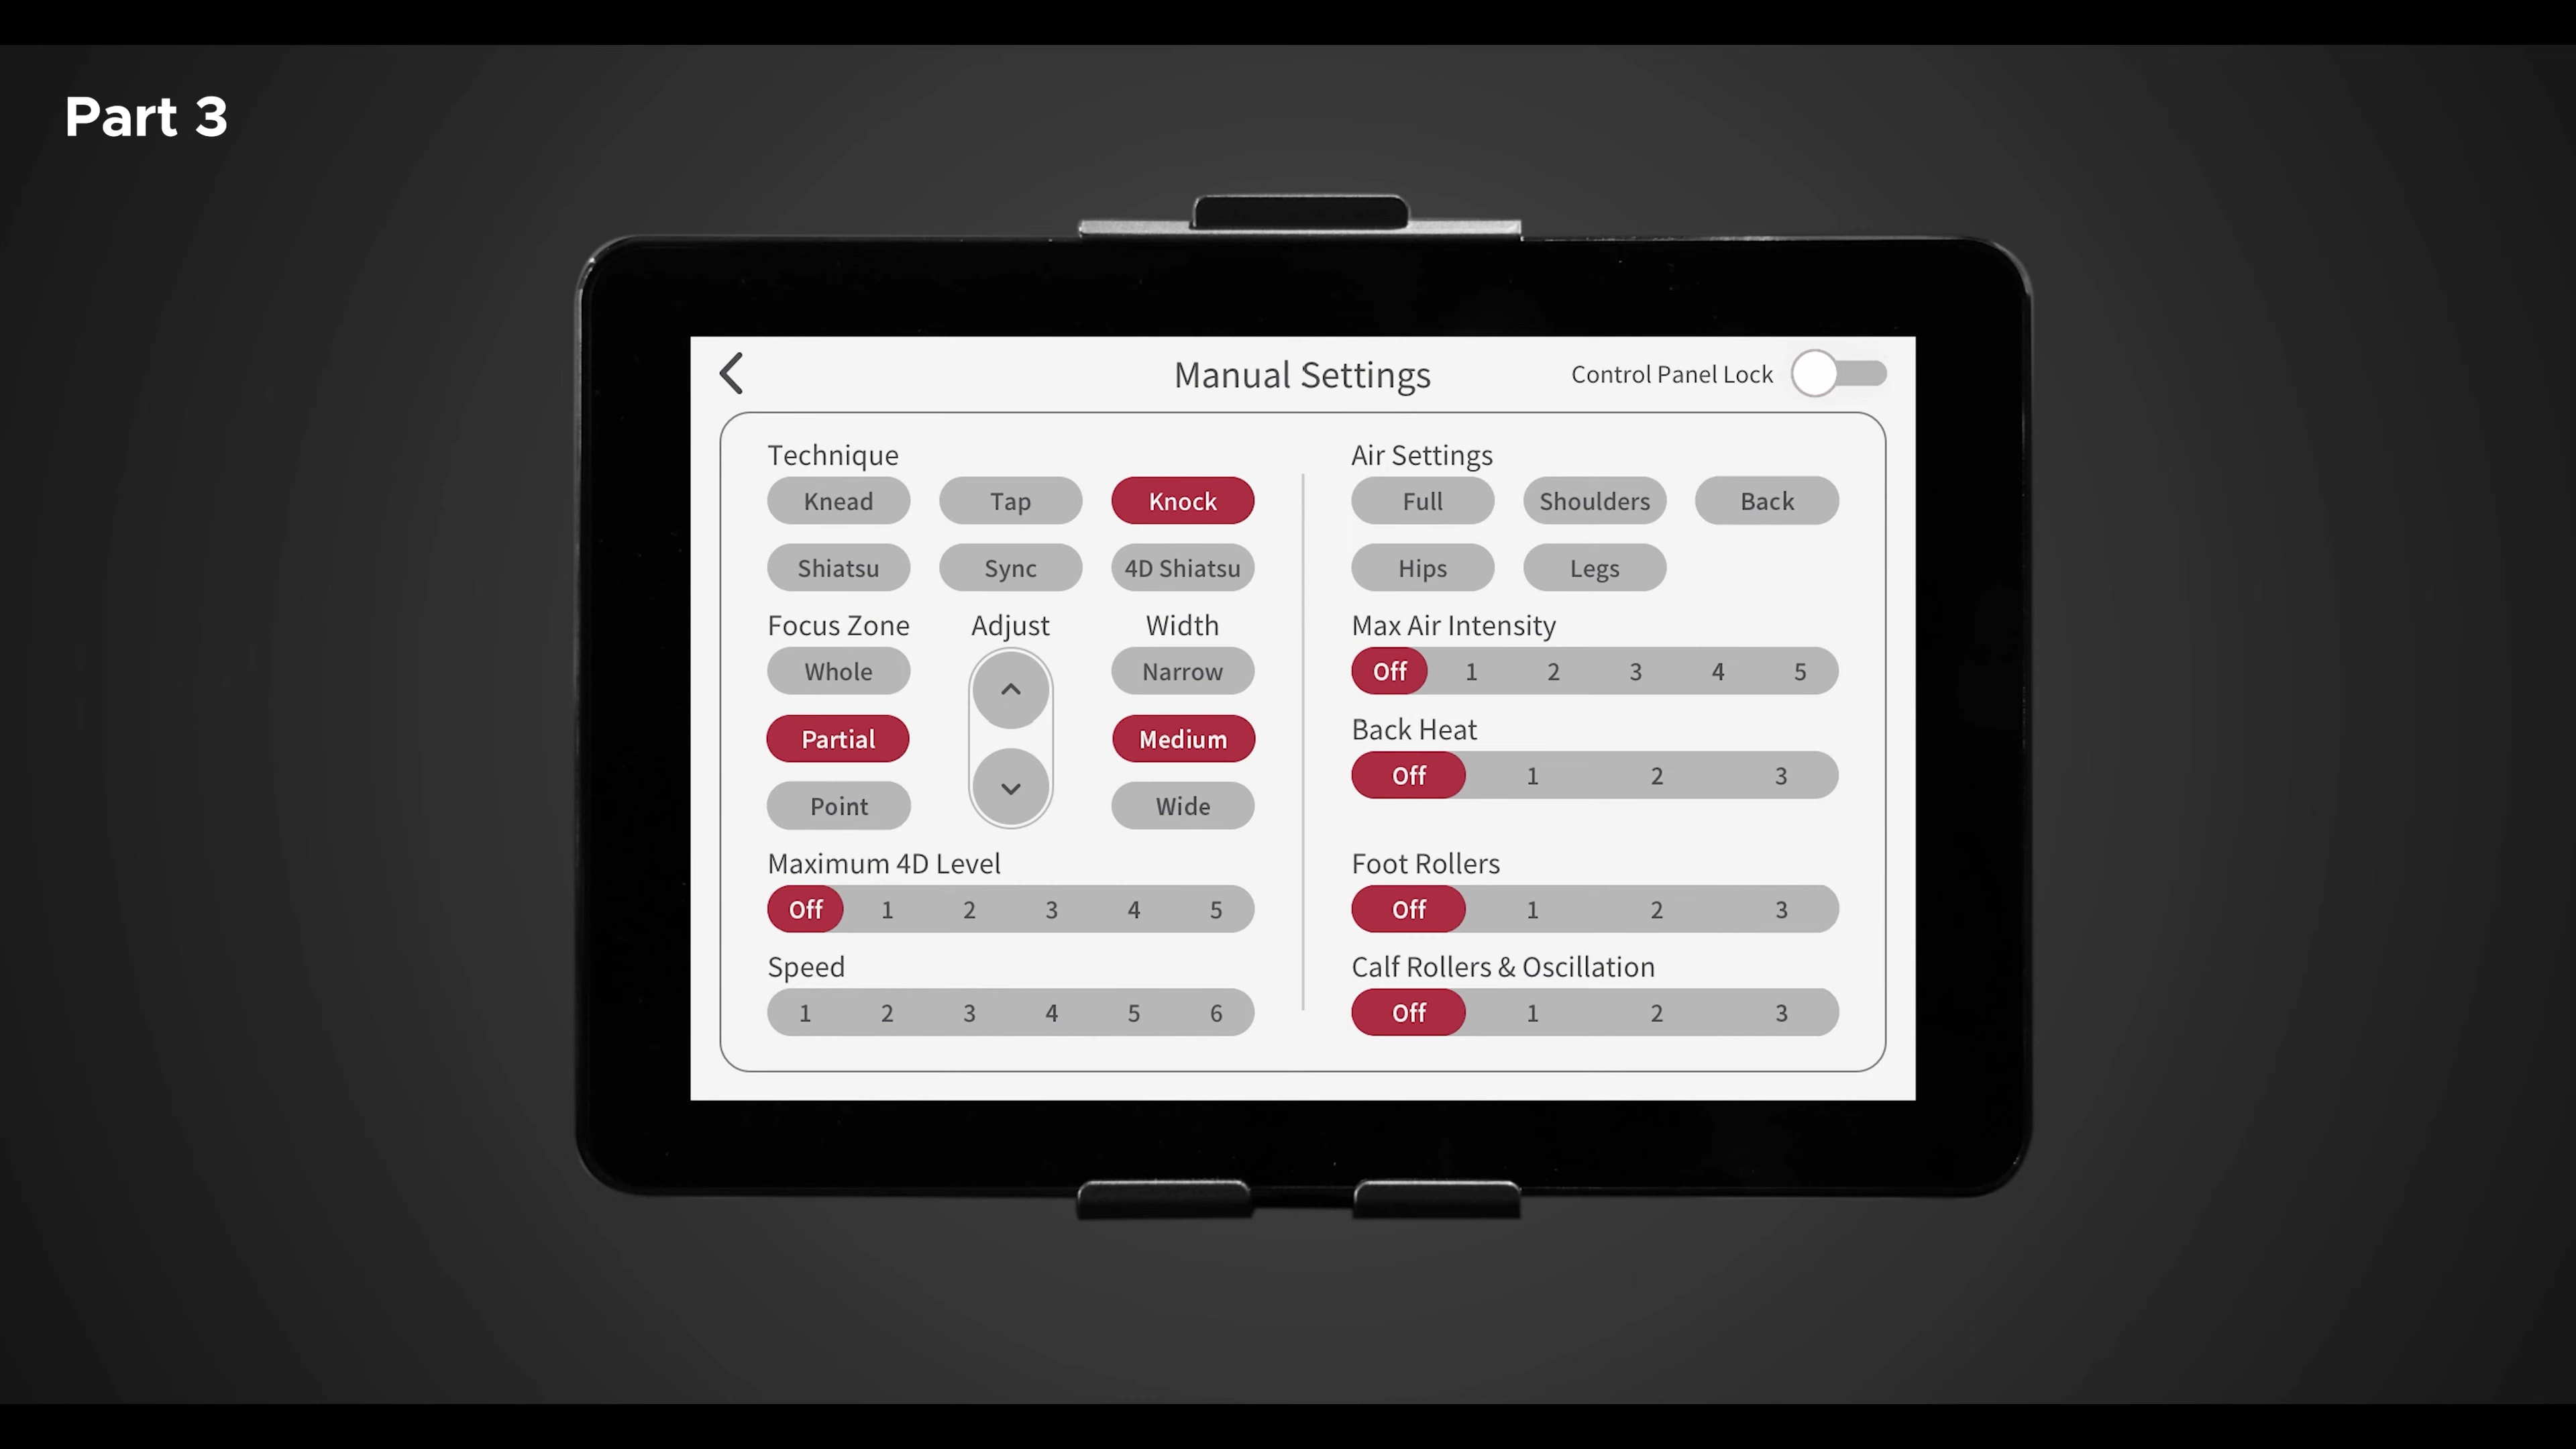 Part 3
Manual Settings
Control Panel Lock
Technique
Knead Tap Knock
Shiatsu Sync 4D Shiatsu
Focus Zone Adjust Width
Whole Narrow
Partial Medium
Point Wide
Maximum 4D Level
Off 1 2 3 4 5
Speed
1 2 3 4 5 6
Air Settings
Full Shoulders Back
Hips Legs
Max Air Intensity
Off 1 2 3 4 5
Back Heat
Off 1 2 3
Foot Rollers
Off 1 2 3
Calf Rollers & Oscillation
Off 1 2 3